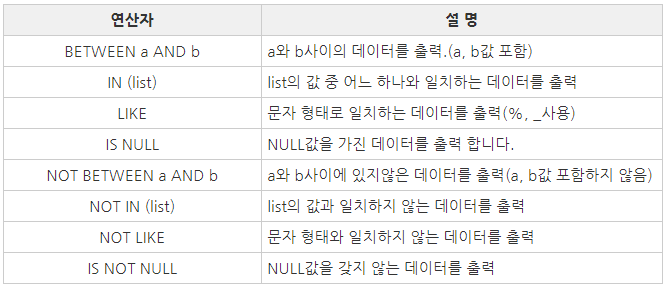 연산자 설 명
BETWEEN a AND b a와 b사이의 데이터를 출력.(a, b값 포함)
IN (list) list의 값 중 어느 하나와 일치하는 데이터를 출력
LIKE 문자 형태로 일치하는 데이터를 출력(%, _사용)
IS NULL NULL값을 가진 데이터를 출력 합니다.
NOT BETWEEN a AND b a와 b사이에 있지않은 데이터를 출력(a, b값 포함하지 않음)
NOT IN (list) list의 값과 일치하지 않는 데이터를 출력
NOT LIKE 문자 형태와 일치하지 않는 데이터를 출력
IS NOT NULL NULL값을 갖지 않는 데이터를 출력